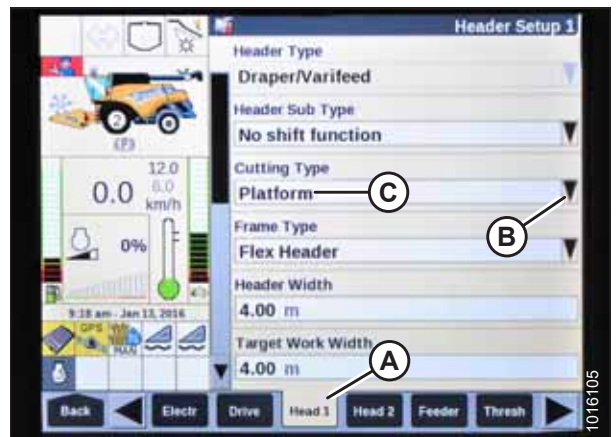 Header Setup 1
Header Type
Draper/Varifeed
Header Sub Type
No shift function
Cutting Type
Platform
C
B
Frame Type
Flex Header
Header Width
4.00 m
Target Work Width
A
4.00 m
2
(P)
12.0
0.0
6.0
km/h
0%
9:18 am - Jan 13, 2016
GPS
MAN
Back
Electr
Drive
Head 1
Head 2
Feeder
Thresh
1016105